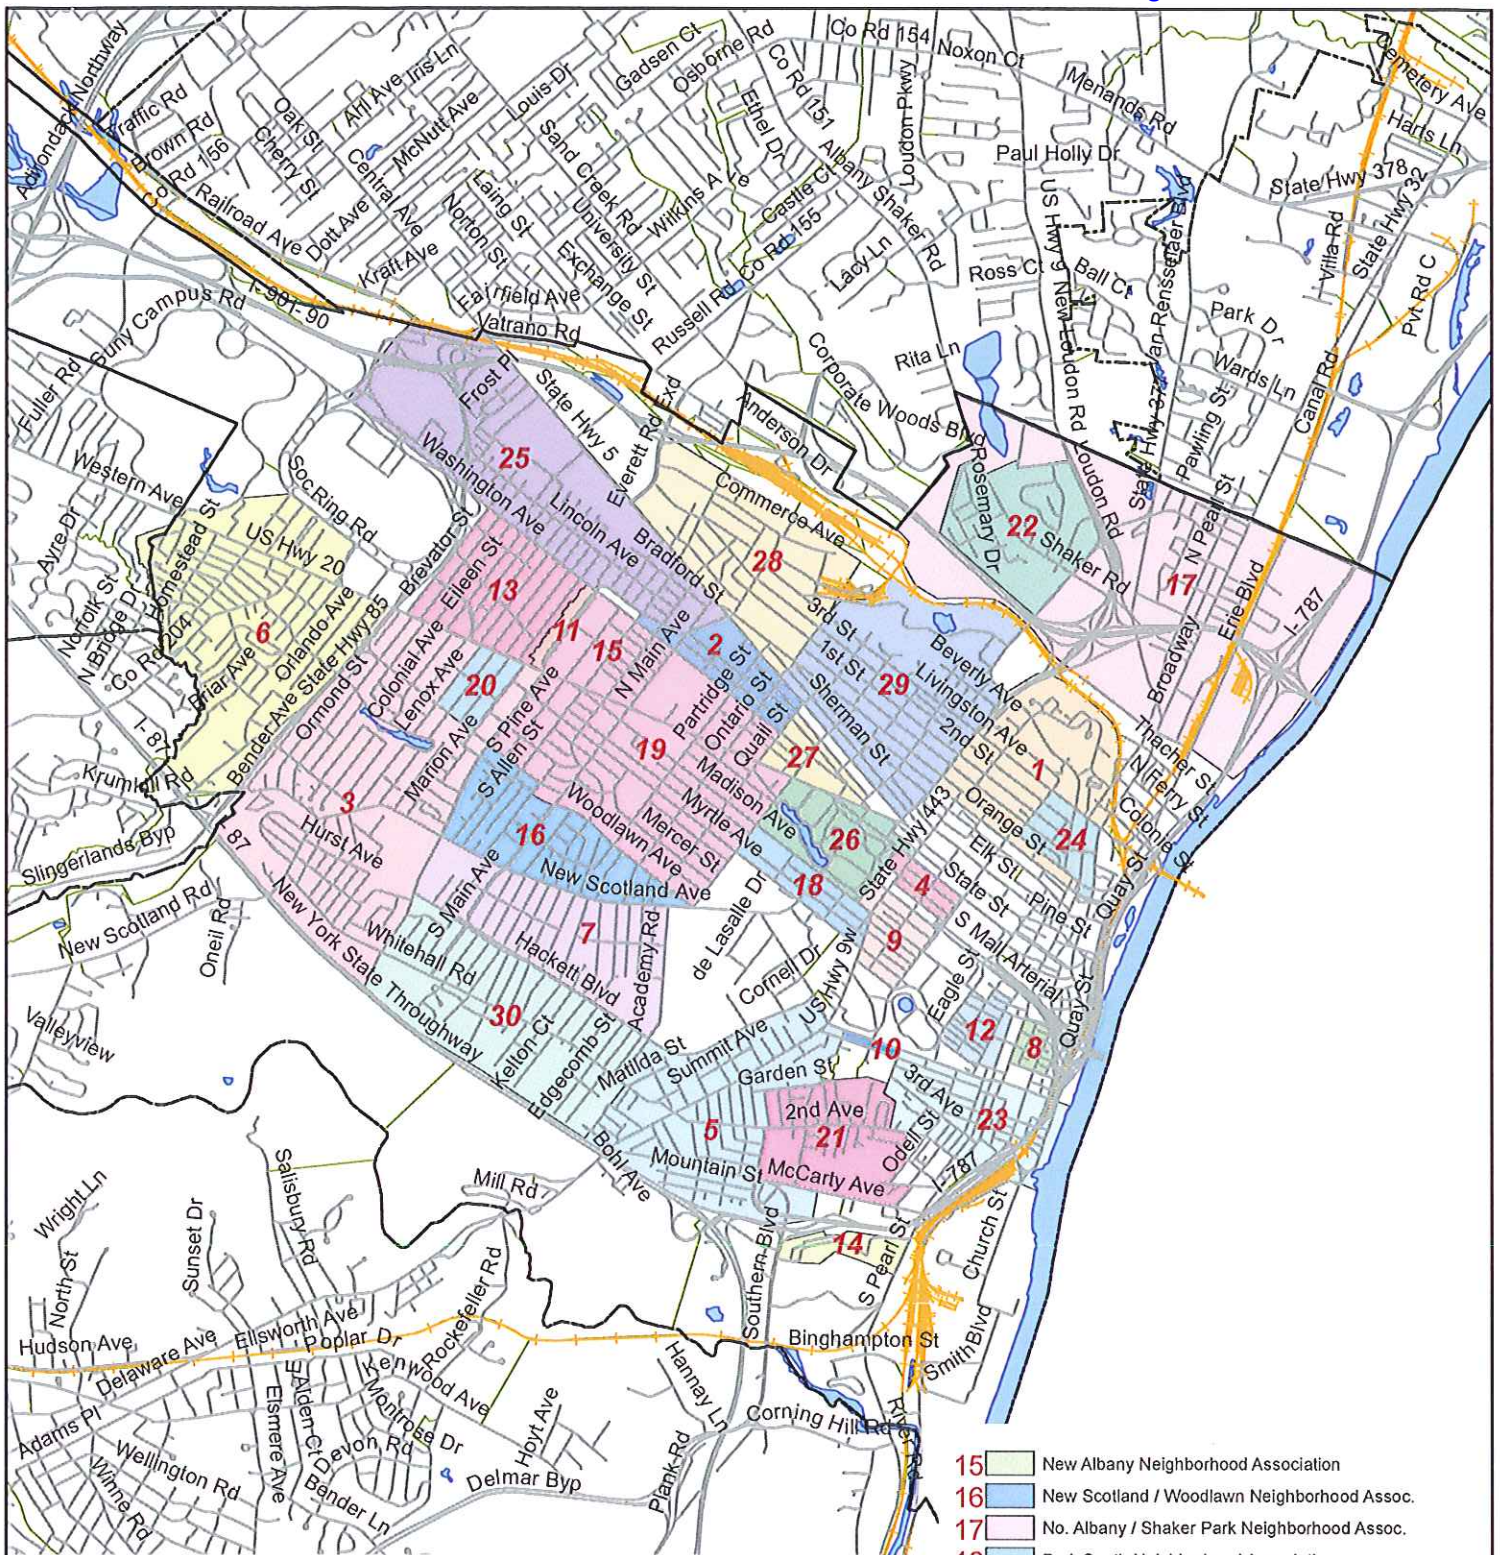 Co Rd 154
Noxon Ct
Cemetery Ave
Harts Ln
Adirondack Northway
Traffic Rd
Brown Rd
Co Rd 156
Railroad Ave
Oak St
Cherry St
Ahl Ave
Iris Ln
McNutt Ave
Central Ave
Dott Ave
Kraft Ave
Louis Dr
Gadsen Ct
Osborne Rd
Co Rd 151
Ethel Dr
Sand Creek Rd
Laing St
Norton St
University St
Exchange St
Wilkins Ave
Castle Ct
Co Rd 155
Russell Rd
Albany Shaker Rd
Loudon Pkwy
Lacy Ln
Menands Rd
Paul Holly Dr
US Hwy 9 New Loudon Rd
Ross Ct
Ball Ct
State Hwy 378
State Hwy 32
Villa Rd
Pvt Rd C
Park Dr
Wards Ln
Canal Rd
State Hwy 377 van Rensselaer Blvd
Pawling St
N Pearl St
Fairfield Ave
Vatrano Rd
I-90
I-90
Suny Campus Rd
Fuller Rd
Frost Pl
State Hwy 5
Everett Rd Exd
Anderson Dr
Corporate Woods Blvd
Rita Ln
Loudon Rd
Rosemary Dr
Shaker Rd
22
17
25
Washington Ave
Lincoln Ave
Bradford St
Commerce Ave
28
Western Ave
Soc Ring Rd
Brevator St
Homestead St
US Hwy 20
Ayre Dr
Norfolk St
N Bridge Dr
Co Rd 204
6
Orlando Ave
Briar Ave
State Hwy 85
Bender Ave
Ormond St
Eileen St
13
11
15
N Main Ave
2
Partridge St
Ontario St
Quail St
3rd St
1st St
Sherman St
29
Beverly Ave
Livingston Ave
2nd St
Broadway
Erie Blvd
I-787
Thacher St
N Ferry St
Colonie St
1
24
Orange St
Elk St
Pine St
Quay St
Colonial Ave
Lenox Ave
20
S Pine Ave
S Allen St
Marion Ave
19
27
Madison Ave
Myrtle Ave
Mercer St
Woodlawn Ave
26
State Hwy 443
18
4
State St
9
S Mall Arterial
I-87
Krumkill Rd
Slingerlands Byp
87
3
Hurst Ave
16
New Scotland Ave
New Scotland Rd
Oneil Rd
New York State Throughway
S Main Ave
Whitehall Rd
7
Hackett Blvd
Academy Rd
de Lasalle Dr
Cornell Dr
US Hwy 9w
Eagle St
12
8
Quay St
10
30
Kelton Ct
Edgecomb St
Matilda St
Summit Ave
Garden St
3rd Ave
2nd Ave
21
23
Odell St
McCarty Ave
I-787
5
Mountain St
Bohl Ave
Valleyview
Mill Rd
Wright Ln
North St
Sunset Dr
Salisbury Rd
Southern Blvd
14
S Pearl St
Church St
Smith Blvd
Binghampton St
Rockefeller Rd
Hudson Ave
Delaware Ave
Ellsworth Ave
Poplar Dr
Kenwood Ave
Montrose Dr
Devon Rd
Elsmere Ave
Alden Ct
Bender Ln
Adams Pl
Wellington Rd
Winne Rd
Hoyt Ave
Delmar Byp
Hannay Ln
Plank Rd
Corning Hill Rd
River Rd
15 New Albany Neighborhood Association
16 New Scotland / Woodlawn Neighborhood Assoc.
17 No. Albany / Shaker Park Neighborhood Assoc.